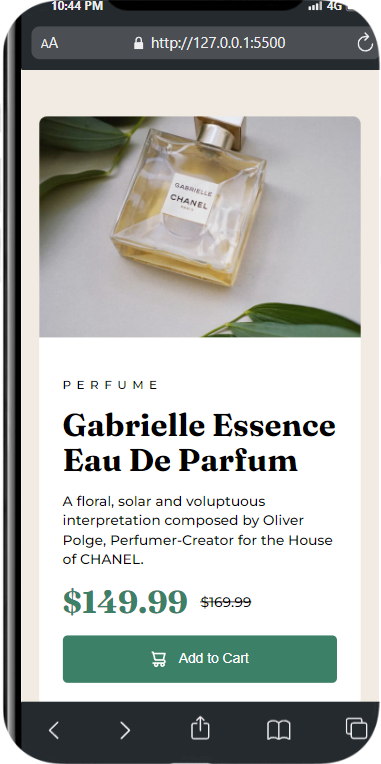 10:44 PM 4G
AA http://127.0.0.1:5500
GABRIELLE
CHANEL
PARIS
PERFUME
Gabrielle Essence
Eau De Parfum
A floral, solar and voluptuous
interpretation composed by Oliver
Polge, Perfumer-Creator for the House
of CHANEL.
$149.99 $169.99
Add to Cart